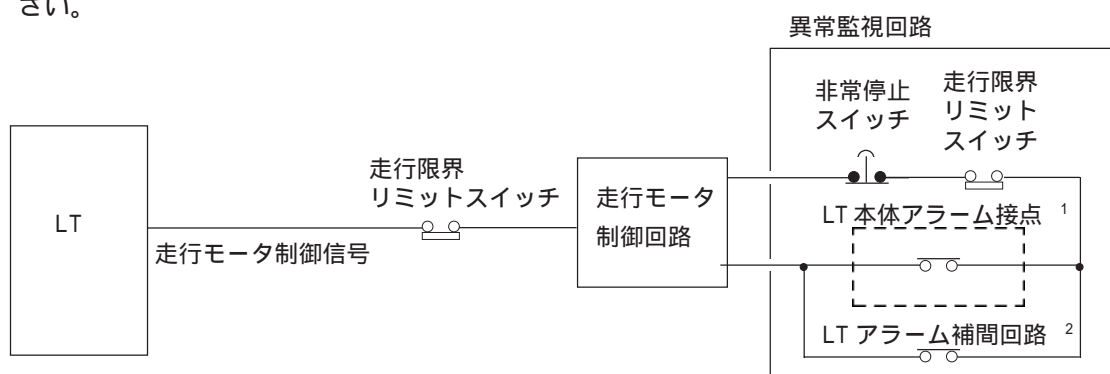 さい。
異常監視回路
非常停止
スイッチ
走行限界
リミット
スイッチ
走行限界
リミットスイッチ
走行モータ
制御回路
LT
走行モータ制御信号
LT 本体アラーム接点 1
LT アラーム補間回路 2